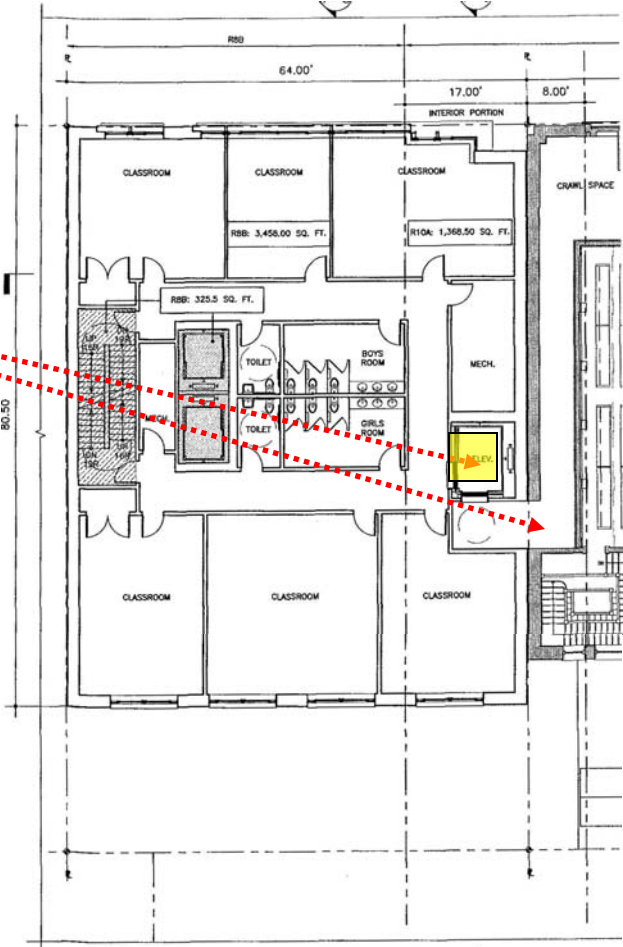 R8B
64.00'
17.00'
8.00'
INTERIOR PORTION
CLASSROOM
CLASSROOM
CLASSROOM
CRAWL SPACE
R8B: 3,458.00 SQ. FT.
R10A: 1,368.50 SQ. FT.
R8B: 325.5 SQ. FT.
UP
TOILET
BOYS
ROOM
MECH.
80.50
MECH.
TOILET
GIRLS
ROOM
ELEV.
CLASSROOM
CLASSROOM
CLASSROOM